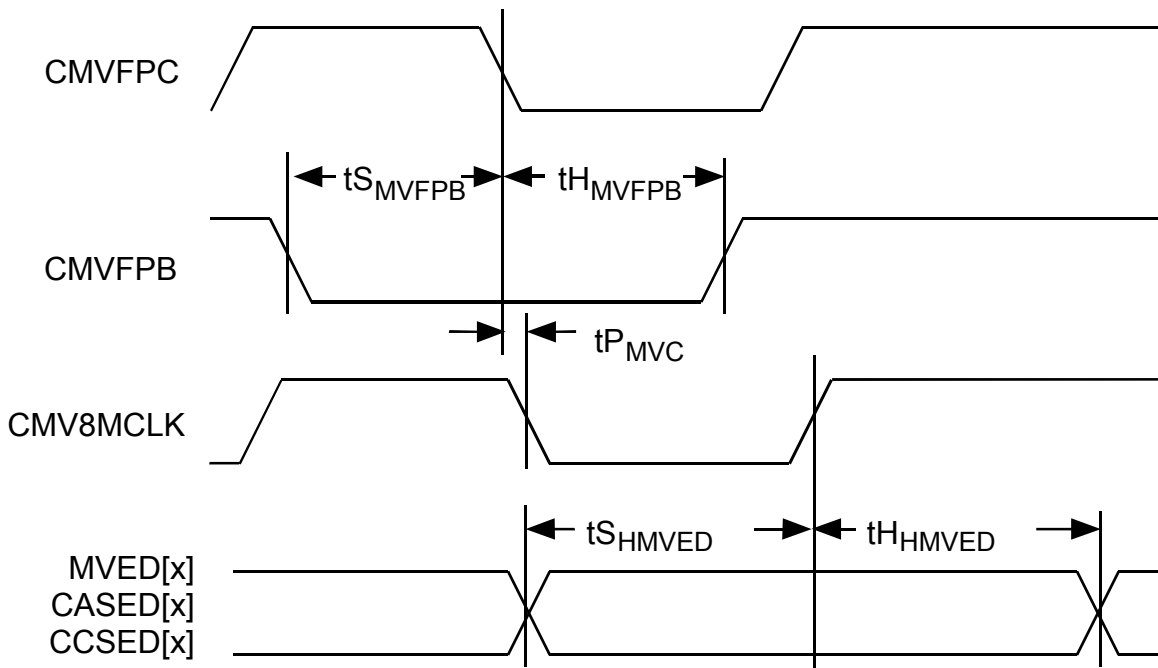 CMVFPC
tSMVFPB tHMVFPB
CMVFPB
tPMVC
CMV8MCLK
tSHMVED tHHMVED
MVED[x]
CASED[x]
CCSED[x]